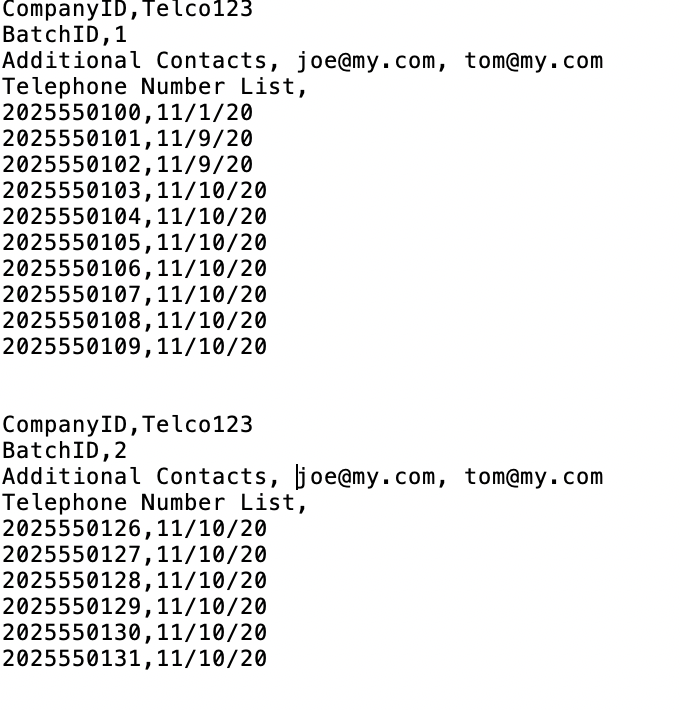 CompanyID,Telco123
BatchID,1
Additional Contacts, joe@my.com, tom@my.com
Telephone Number List,
2025550100,11/1/20
2025550101,11/9/20
2025550102,11/9/20
2025550103,11/10/20
2025550104,11/10/20
2025550105,11/10/20
2025550106,11/10/20
2025550107,11/10/20
2025550108,11/10/20
2025550109,11/10/20

CompanyID,Telco123
BatchID,2
Additional Contacts, joe@my.com, tom@my.com
Telephone Number List,
2025550126,11/10/20
2025550127,11/10/20
2025550128,11/10/20
2025550129,11/10/20
2025550130,11/10/20
2025550131,11/10/20